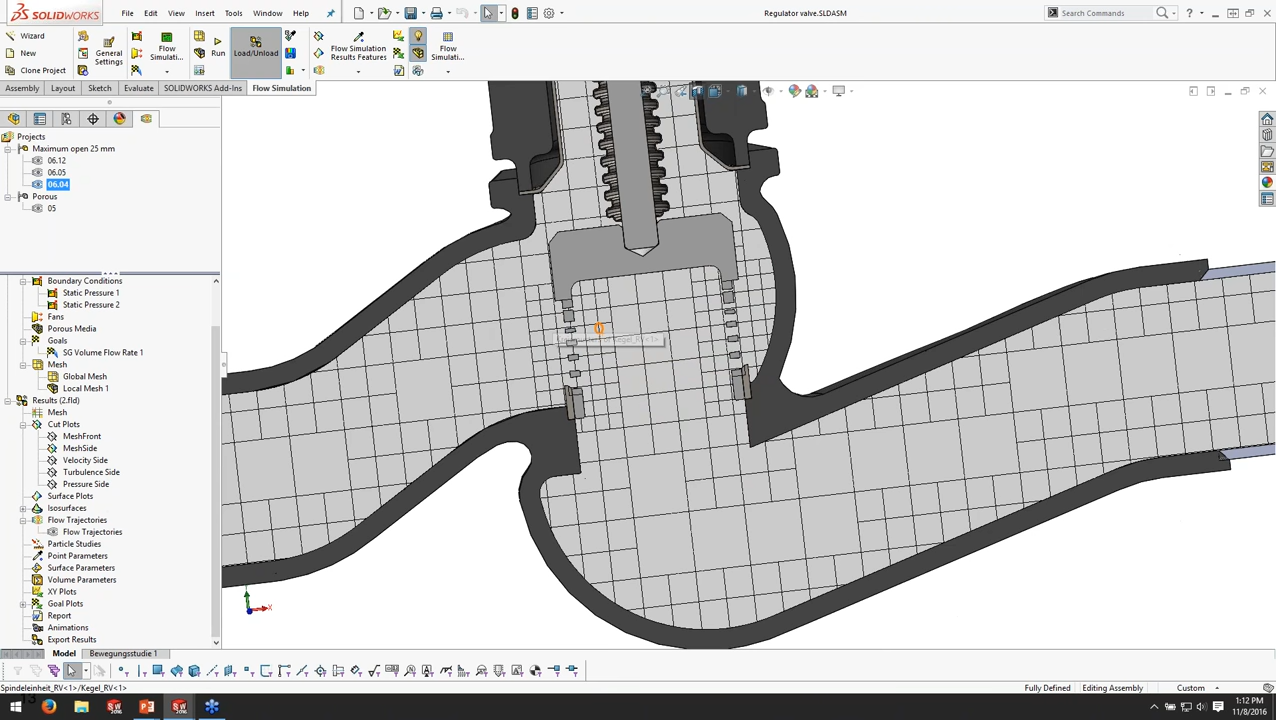 SOLIDWORKS File Edit View Insert Tools Window Help Regulator valve.SLDASM Search Commands
Wizard
New
Clone Project
General Settings
Flow Simulati...
Run
Load/Unload
Flow Simulation Results Features
Flow Simulati...
Assembly Layout Sketch Evaluate SOLIDWORKS Add-Ins Flow Simulation
Projects
Maximum open 25 mm
06.12
06.05
06.04
Porous
05
Boundary Conditions
Static Pressure 1
Static Pressure 2
Fans
Porous Media
Goals
SG Volume Flow Rate 1
Mesh
Global Mesh
Local Mesh 1
Results (2.fld)
Mesh
Cut Plots
MeshFront
MeshSide
Velocity Side
Turbulence Side
Pressure Side
Surface Plots
Isosurfaces
Flow Trajectories
Flow Trajectories
Particle Studies
Point Parameters
Surface Parameters
Volume Parameters
XY Plots
Goal Plots
Report
Animations
Export Results
X
Model Bewegungsstudie 1
Spindeleinheit_RV<1>/Kegel_RV<1> Fully Defined Editing Assembly Custom
13
1:12 PM
11/8/2016